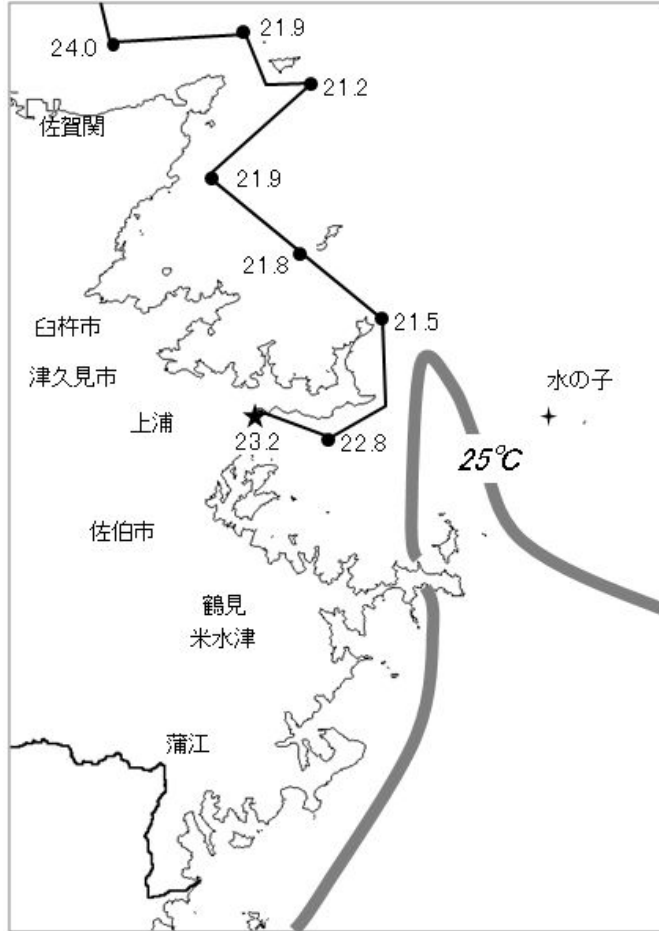 21.9
24.0
21.2
佐賀関
21.9
21.8
21.5
臼杵市
津久見市
水の子
上浦
23.2
22.8
25°C
佐伯市
鶴見
米水津
蒲江